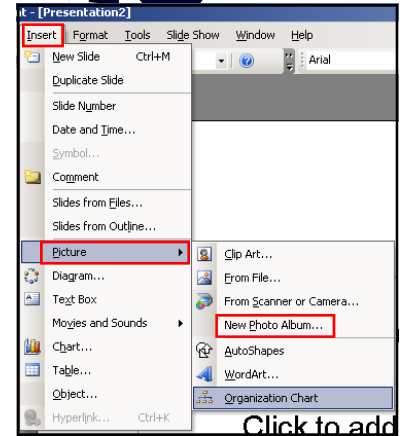 t - [Presentation2]
Insert Format Tools Slide Show Window Help
New Slide Ctrl+M
Arial
Duplicate Slide
Slide Number
Date and Time...
Symbol...
Comment
Slides from Files...
Slides from Outline...
Picture
Clip Art...
Diagram...
From File...
Text Box
From Scanner or Camera...
Movies and Sounds
New Photo Album...
Chart...
AutoShapes
Table...
WordArt...
Object...
Organization Chart
Hyperlink... Ctrl+K
Click to add